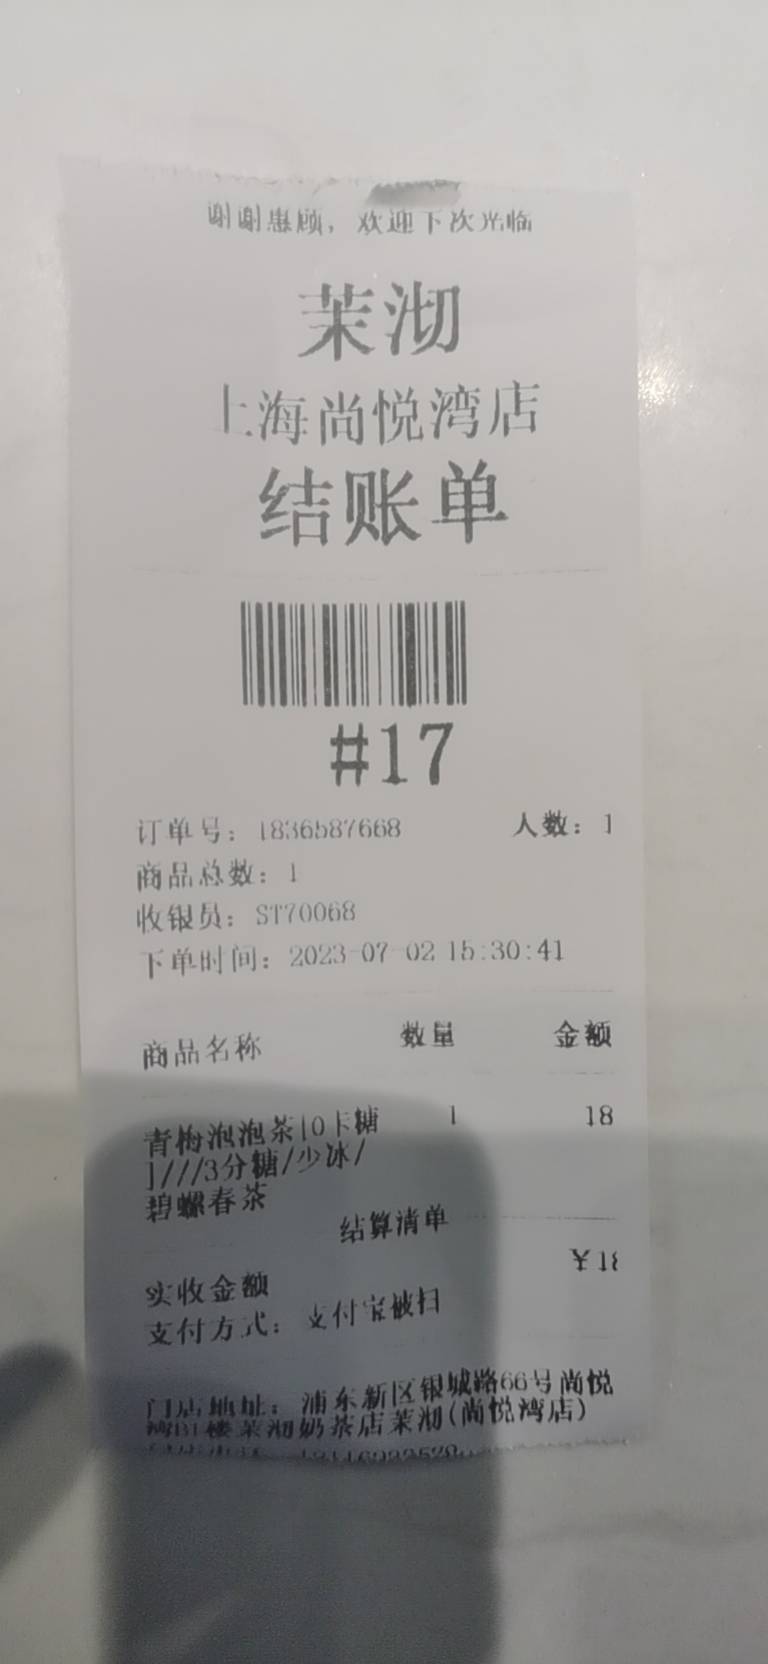 谢谢惠顾，欢迎下次光临
茉沏
上海尚悦湾店
结账单
#17
订单号：1836587668 人数：1
商品总数：1
收银员：ST70068
下单时间：2023-07-02 15:30:41
商品名称 数量 金额
青梅泡泡茶[0卡糖 1 18
]///3分糖/少冰/
碧螺春茶
结算清单
实收金额
支付方式：支付宝被扫
门店地址：浦东新区银城路66号尚悦
湾B1楼茉沏奶茶店茉沏(尚悦湾店)